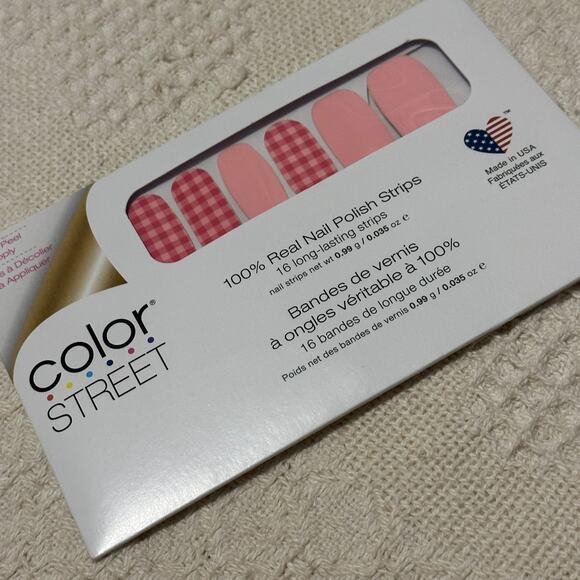 Peel
pply
s à Décoller
à Appliquer
color®
STREET
100% Real Nail Polish Strips
16 long-lasting strips
nail strips net wt 0.99 g / 0.035 oz ℮
Bandes de vernis
à ongles véritable à 100%
16 bandes de longue durée
Poids net des bandes de vernis 0.99 g / 0.035 oz ℮
™
Made in USA
Fabriquées aux
ÉTATS-UNIS